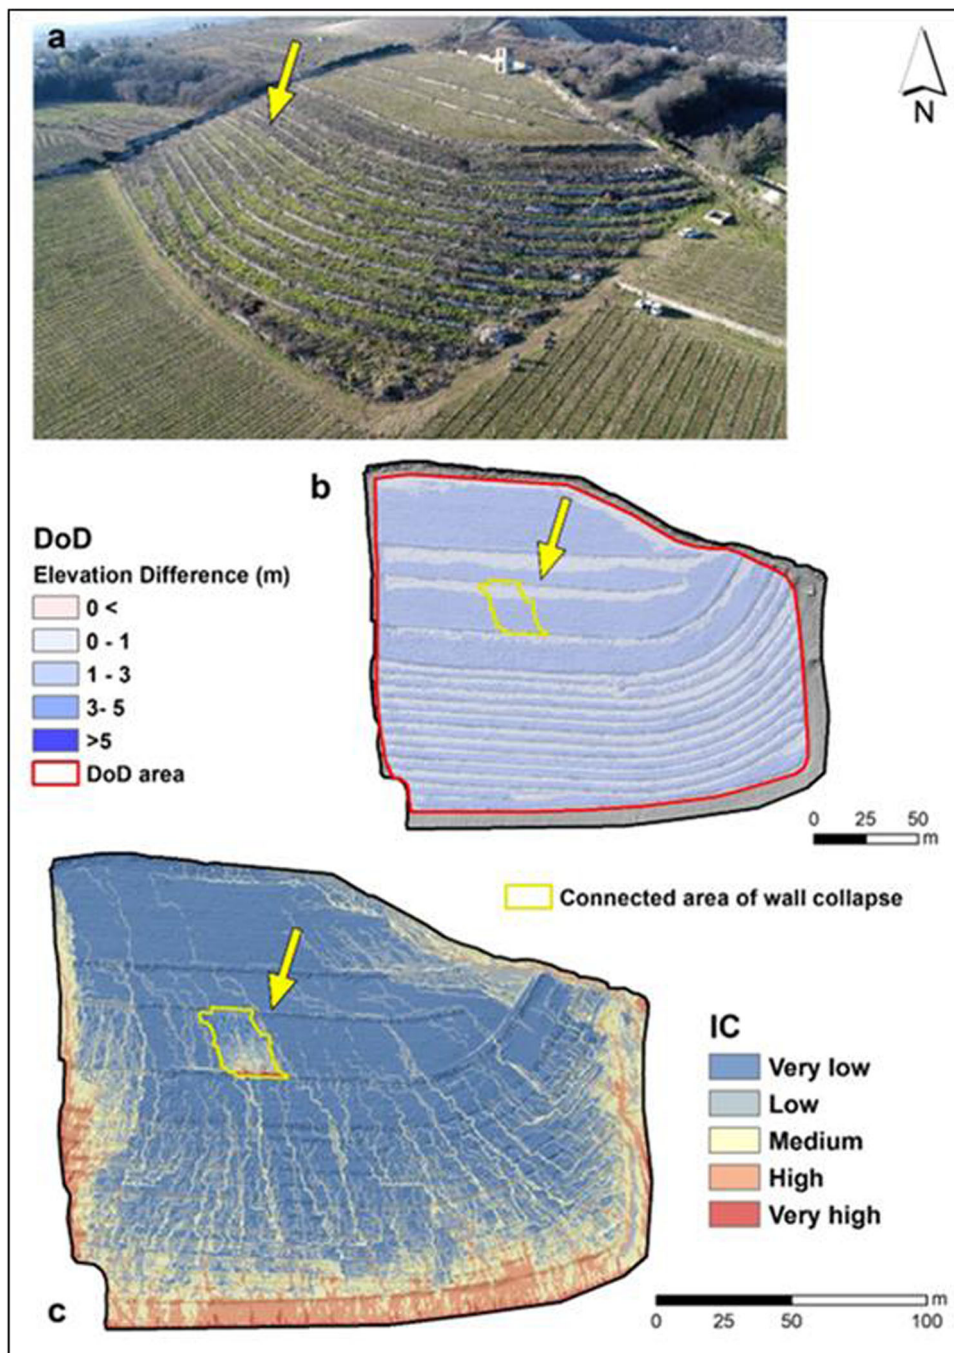 a
N
b
DoD
Elevation Difference (m)
0 <
0 - 1
1 - 3
3- 5
>5
DoD area
0 25 50
m
Connected area of wall collapse
IC
Very low
Low
Medium
High
Very high
c
m
0 50 100
25